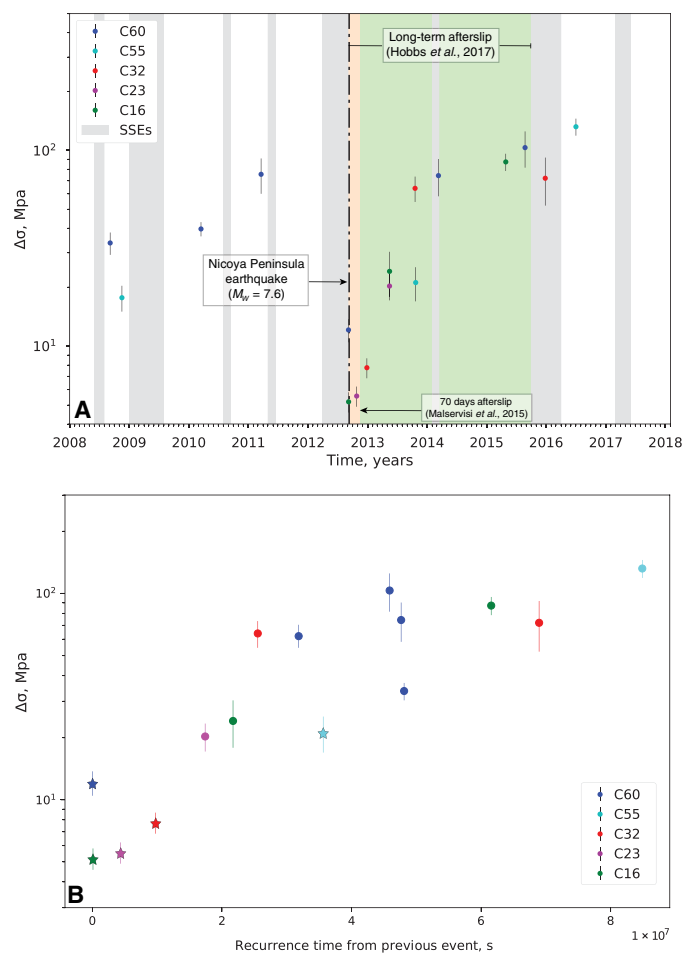 C60
C55
C32
C23
C16
SSEs
Long-term afterslip
(Hobbs et al., 2017)
10²
Δσ, Mpa
Nicoya Peninsula
earthquake
(Mw = 7.6)
10¹
A
70 days afterslip
(Malservisi et al., 2015)
2008 2009 2010 2011 2012 2013 2014 2015 2016 2017 2018
Time, years
10²
Δσ, Mpa
10¹
C60
C55
C32
C23
C16
B
0 2 4 6 8
1 × 10⁷
Recurrence time from previous event, s